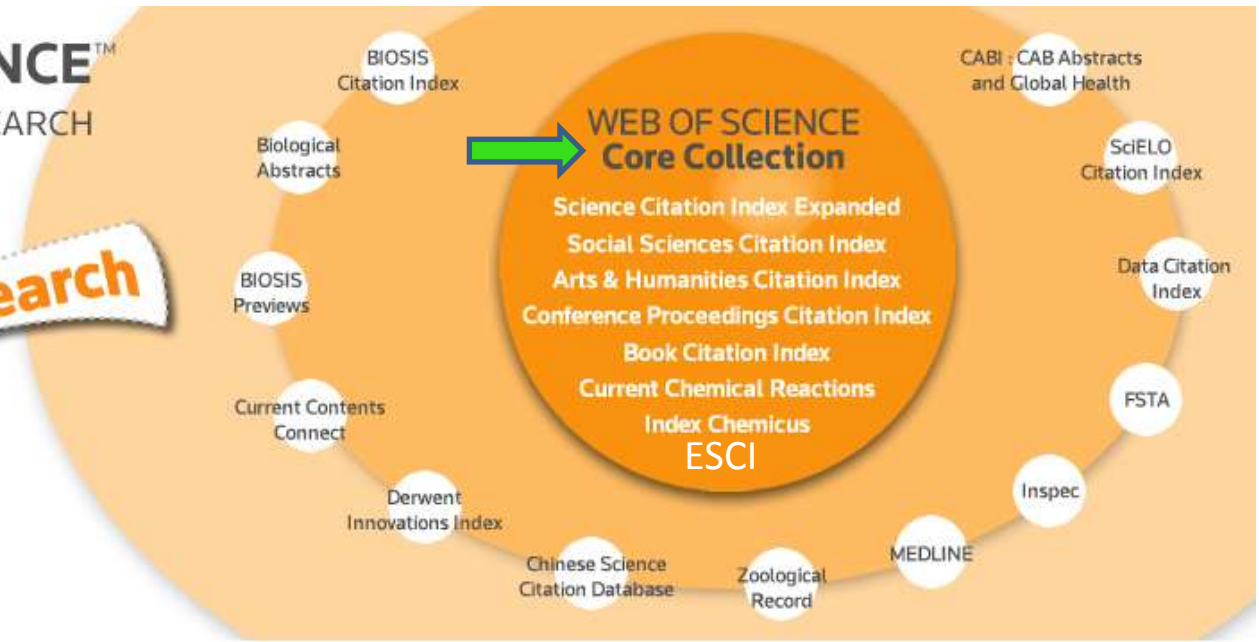 NCE™
EARCH
earch
BIOSIS
Citation Index
Biological
Abstracts
BIOSIS
Previews
Current Contents
Connect
Derwent
Innovations Index
Chinese Science
Citation Database
Zoological
Record
MEDLINE
Inspec
FSTA
Data Citation
Index
SciELO
Citation Index
CABI : CAB Abstracts
and Global Health
WEB OF SCIENCE
Core Collection
Science Citation Index Expanded
Social Sciences Citation Index
Arts & Humanities Citation Index
Conference Proceedings Citation Index
Book Citation Index
Current Chemical Reactions
Index Chemicus
ESCI